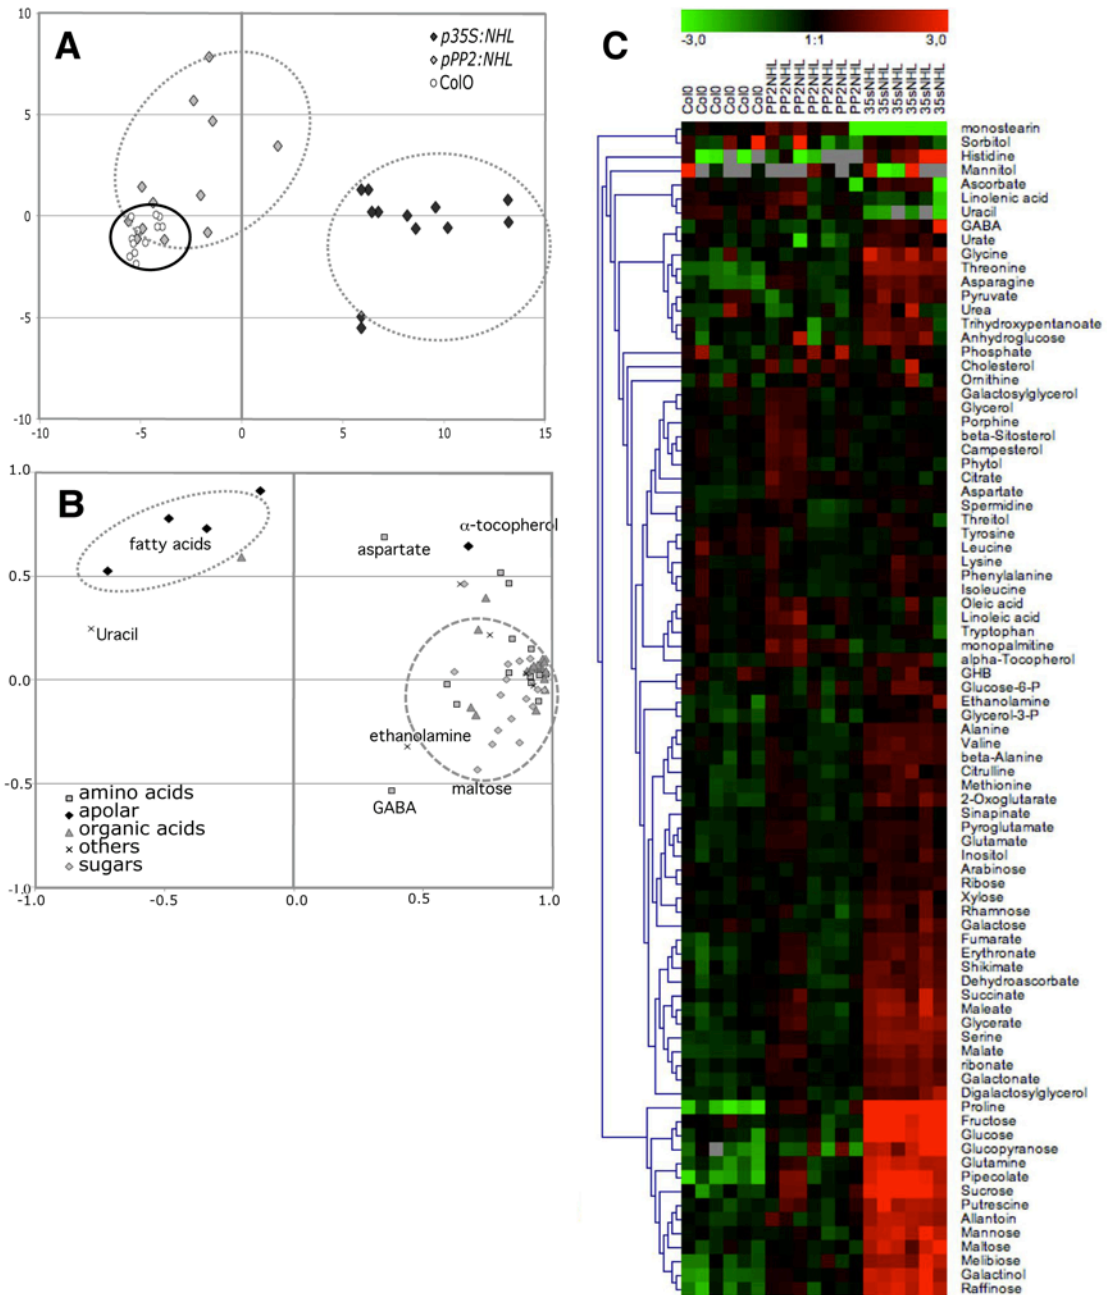 A
p35S:NHL
pPP2:NHL
ColO
10
5
0
-5
-10
-10
-5
0
5
10
15
B
1.0
0.5
0.0
-0.5
-1.0
-1.0
-0.5
0.0
0.5
1.0
fatty acids
Uracil
aspartate
α-tocopherol
ethanolamine
maltose
GABA
amino acids
apolar
organic acids
others
sugars
C
-3,0
1:1
3,0
Col0
Col0
Col0
Col0
Col0
Col0
PP2NHL
PP2NHL
PP2NHL
PP2NHL
PP2NHL
PP2NHL
PP2NHL
35sNHL
35sNHL
35sNHL
35sNHL
35sNHL
35sNHL
monostearin
Sorbitol
Histidine
Mannitol
Ascorbate
Linolenic acid
Uracil
GABA
Urate
Glycine
Threonine
Asparagine
Pyruvate
Urea
Trihydroxypentanoate
Anhydroglucose
Phosphate
Cholesterol
Ornithine
Galactosylglycerol
Glycerol
Porphine
beta-Sitosterol
Campesterol
Phytol
Citrate
Aspartate
Spermidine
Threitol
Tyrosine
Leucine
Lysine
Phenylalanine
Isoleucine
Oleic acid
Linoleic acid
Tryptophan
monopalmitine
alpha-Tocopherol
GHB
Glucose-6-P
Ethanolamine
Glycerol-3-P
Alanine
Valine
beta-Alanine
Citrulline
Methionine
2-Oxoglutarate
Sinapinate
Pyroglutamate
Glutamate
Inositol
Arabinose
Ribose
Xylose
Rhamnose
Galactose
Fumarate
Erythronate
Shikimate
Dehydroascorbate
Succinate
Maleate
Glycerate
Serine
Malate
ribonate
Galactonate
Digalactosylglycerol
Proline
Fructose
Glucose
Glucopyranose
Glutamine
Pipecolate
Sucrose
Putrescine
Allantoin
Mannose
Maltose
Melibiose
Galactinol
Raffinose